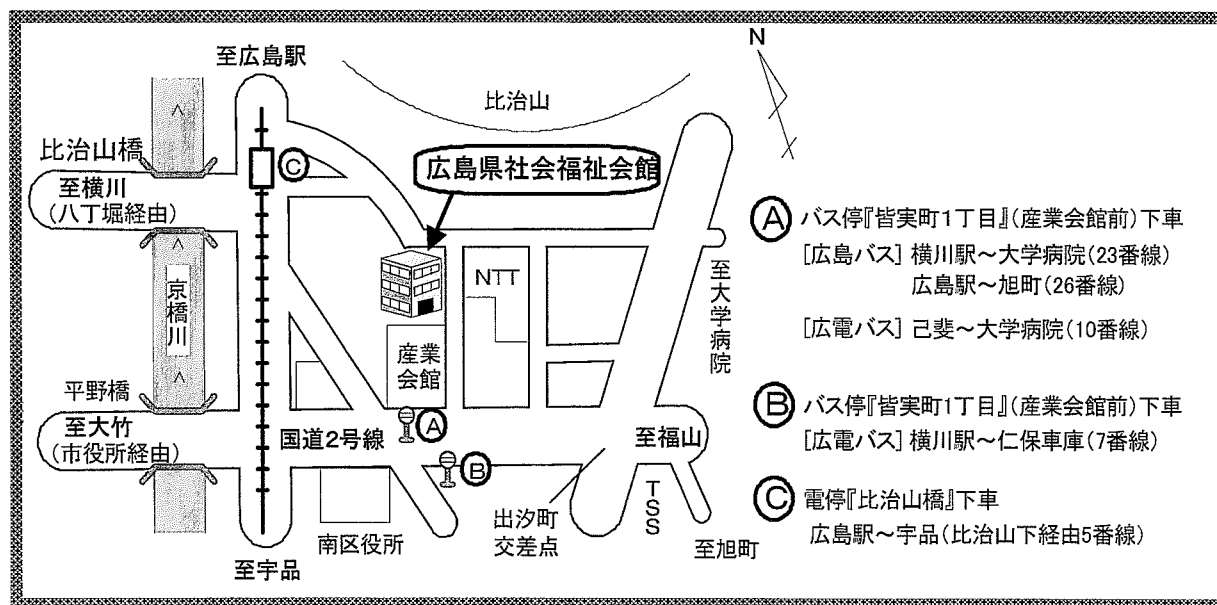 至広島駅
N
比治山
比治山橋
C
広島県社会福祉会館
至横川
(八丁堀経由)
京橋川
NTT
至大学病院
産業
会館
平野橋
至大竹
(市役所経由)
国道2号線
A
B
至福山
南区役所
出汐町
交差点
TSS
至旭町
至宇品
A バス停『皆実町1丁目』(産業会館前)下車
[広島バス] 横川駅~大学病院(23番線)
広島駅~旭町(26番線)
[広電バス] 己斐~大学病院(10番線)
B バス停『皆実町1丁目』(産業会館前)下車
[広電バス] 横川駅~仁保車庫(7番線)
C 電停『比治山橋』下車
広島駅~宇品(比治山下経由5番線)